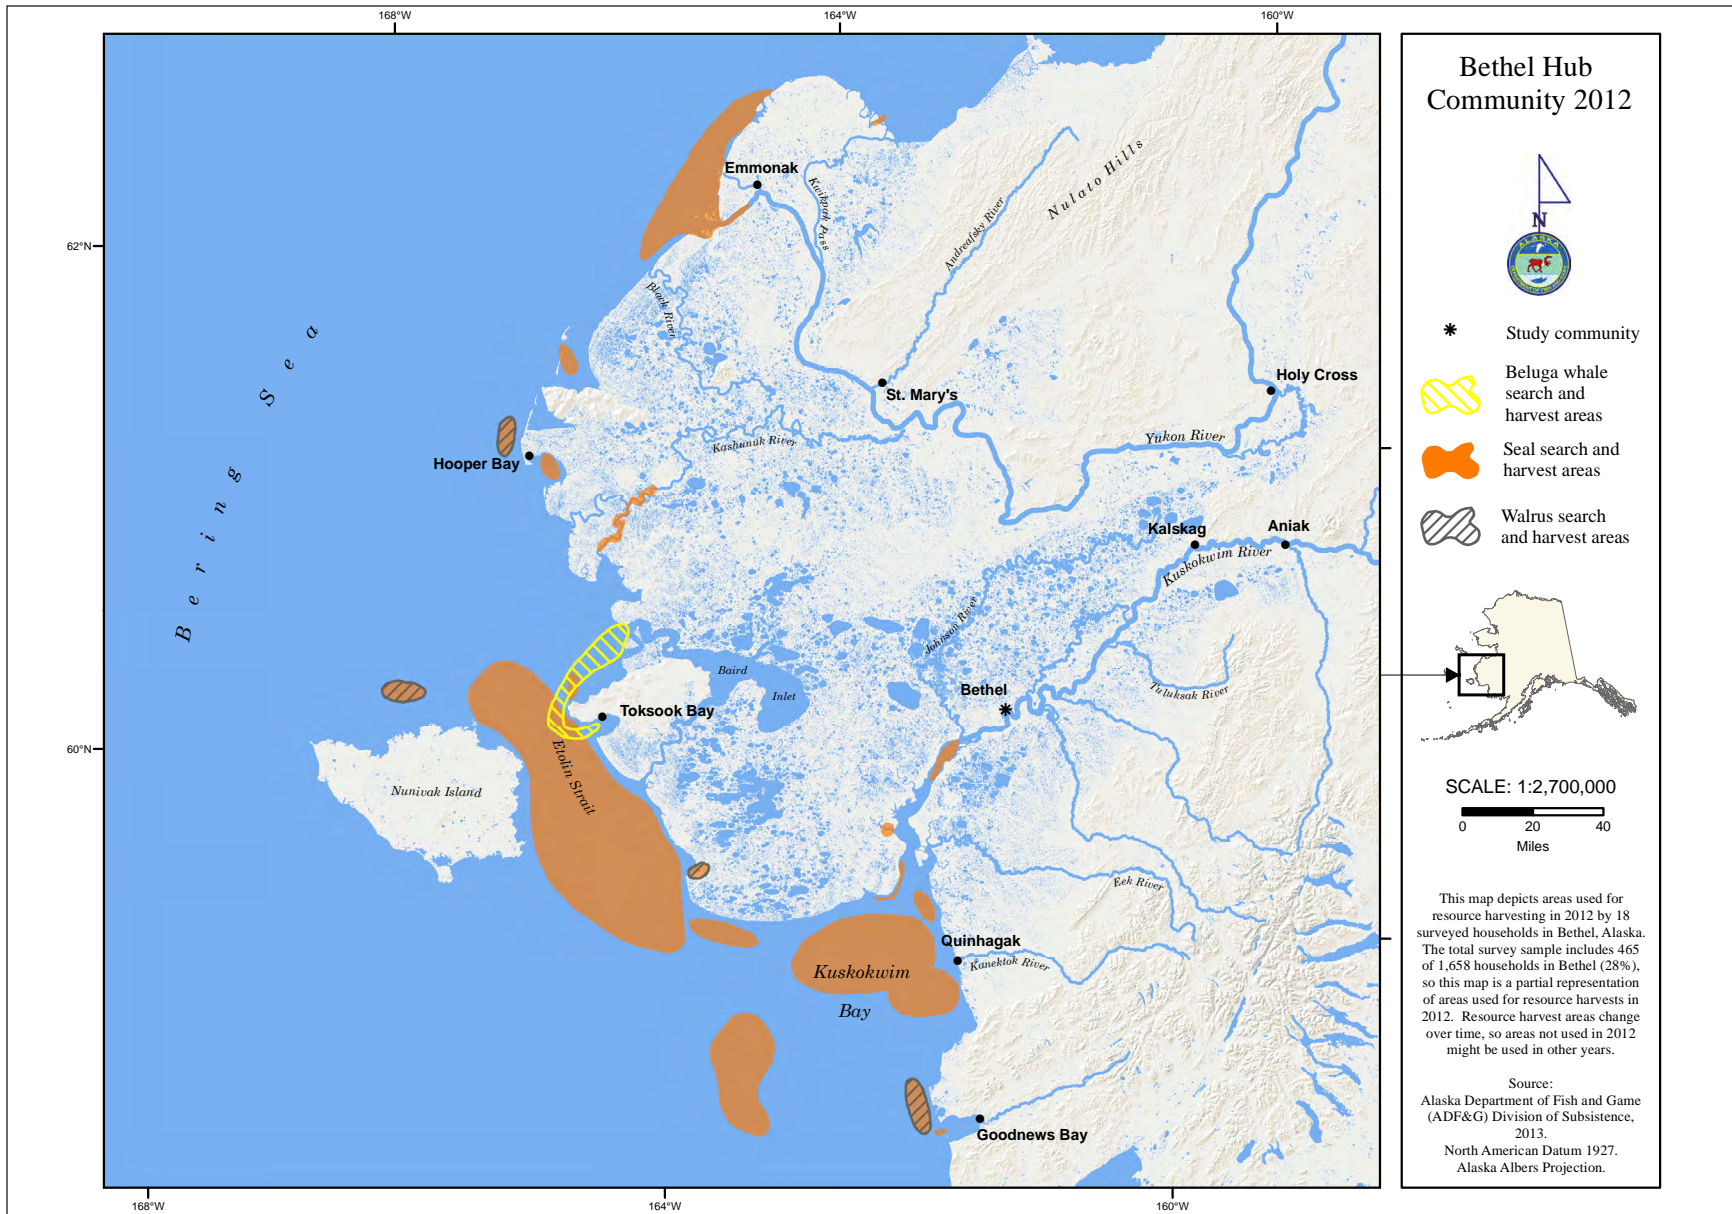 168°W
164°W
160°W
62°N
60°N
168°W
164°W
160°W
Bering Sea
Emmonak
Kwikpak Pass
Black River
Andreafsky River
Nulato Hills
St. Mary's
Holy Cross
Hooper Bay
Kashunuk River
Yukon River
Kalskag
Aniak
Kuskokwim River
Johnson River
Baird
Inlet
Bethel
Tuluksak River
Toksook Bay
Etolin Strait
Nunivak Island
Eek River
Quinhagak
Kanektok River
Kuskokwim
Bay
Goodnews Bay
Bethel Hub
Community 2012
N
ALASKA
Study community
Beluga whale
search and
harvest areas
Seal search and
harvest areas
Walrus search
and harvest areas
SCALE: 1:2,700,000
0 20 40
Miles
This map depicts areas used for
resource harvesting in 2012 by 18
surveyed households in Bethel, Alaska.
The total survey sample includes 465
of 1,658 households in Bethel (28%),
so this map is a partial representation
of areas used for resource harvests in
2012.  Resource harvest areas change
over time, so areas not used in 2012
might be used in other years.
Source:
Alaska Department of Fish and Game
(ADF&G) Division of Subsistence,
2013.
North American Datum 1927.
Alaska Albers Projection.